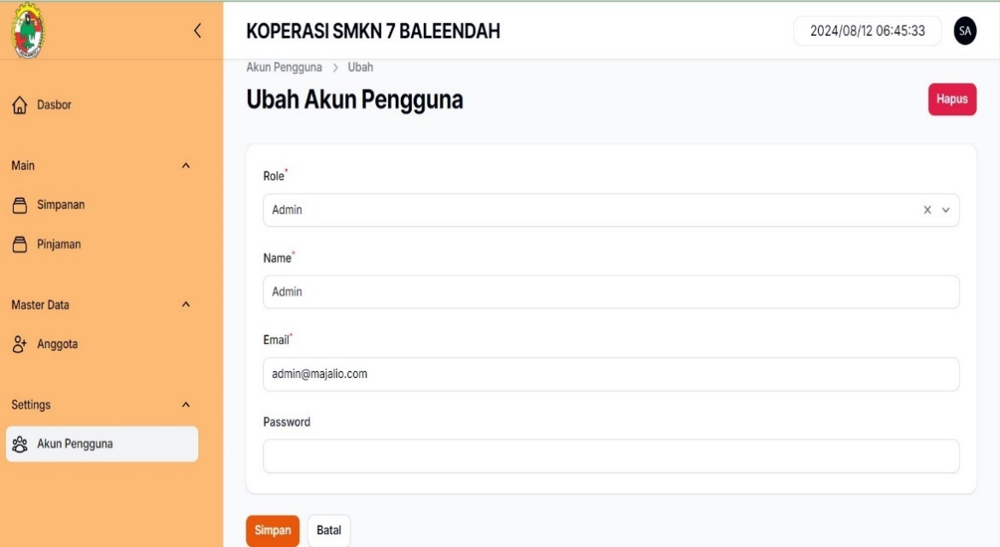 KOPERASI SMKN 7 BALEENDAH
2024/08/12 06:45:33
SA
Dasbor
Main
Simpanan
Pinjaman
Master Data
Anggota
Settings
Akun Pengguna
Akun Pengguna > Ubah
Ubah Akun Pengguna
Hapus
Role*
Admin
Name*
Admin
Email*
admin@majalio.com
Password
Simpan
Batal